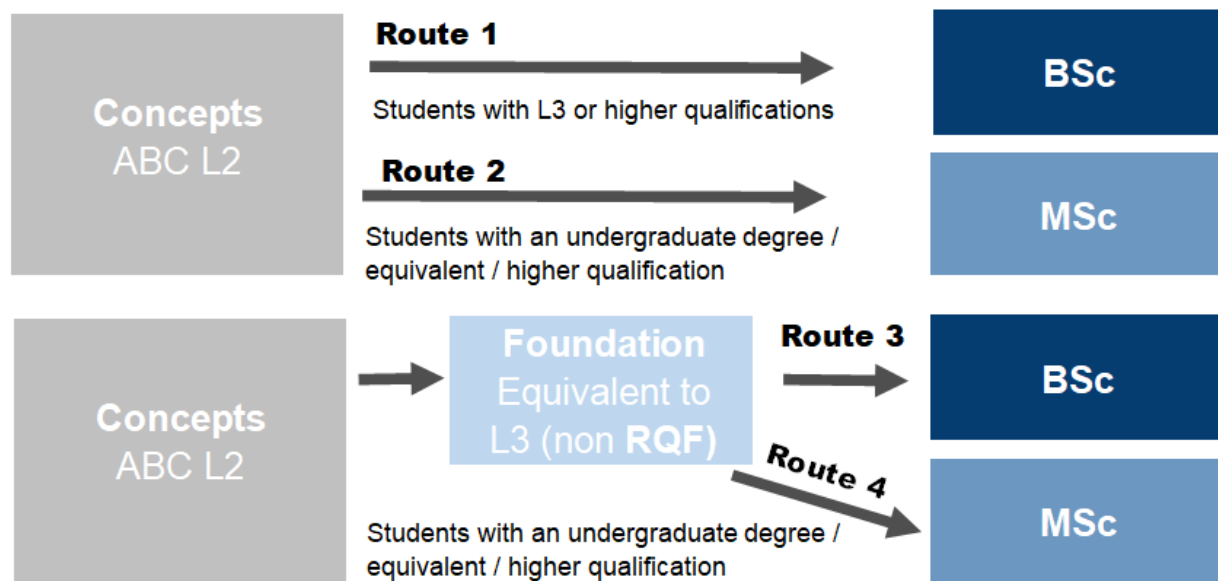 Route 1
Concepts
ABC L2
Students with L3 or higher qualifications
BSc
Route 2
Students with an undergraduate degree /
equivalent / higher qualification
MSc
Concepts
ABC L2
Foundation
Equivalent to
L3 (non RQF)
Route 3
BSc
Route 4
Students with an undergraduate degree /
equivalent / higher qualification
MSc